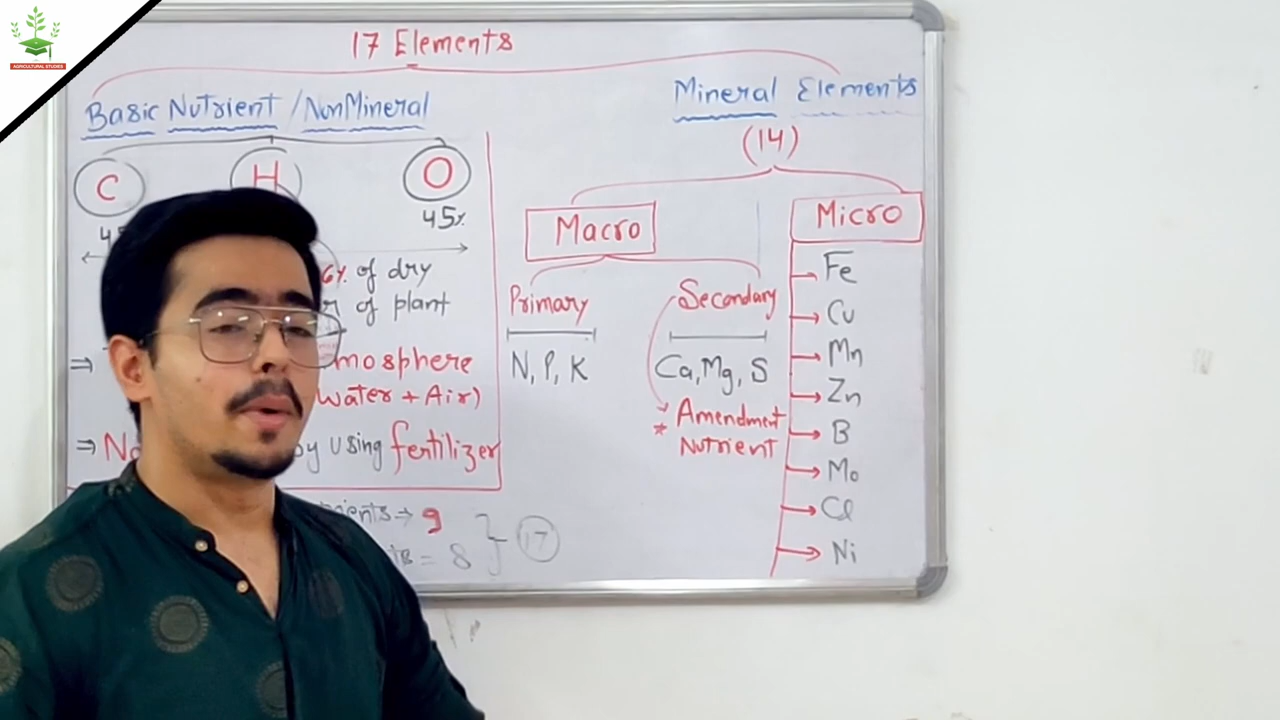 AGRICULTURAL STUDIES
17 Elements
Basic Nutrient / NonMineral
C H O
45%
6% of dry
of plant
mosphere
water + Air)
by Using fertilizer
→ 9
= 8
17
Mineral Elements
(14)
Macro
Primary
N, P, K
Secondary
Ca, Mg, S
* Amendment
Nutrient
Micro
Fe
Cu
Mn
Zn
B
Mo
Cl
Ni